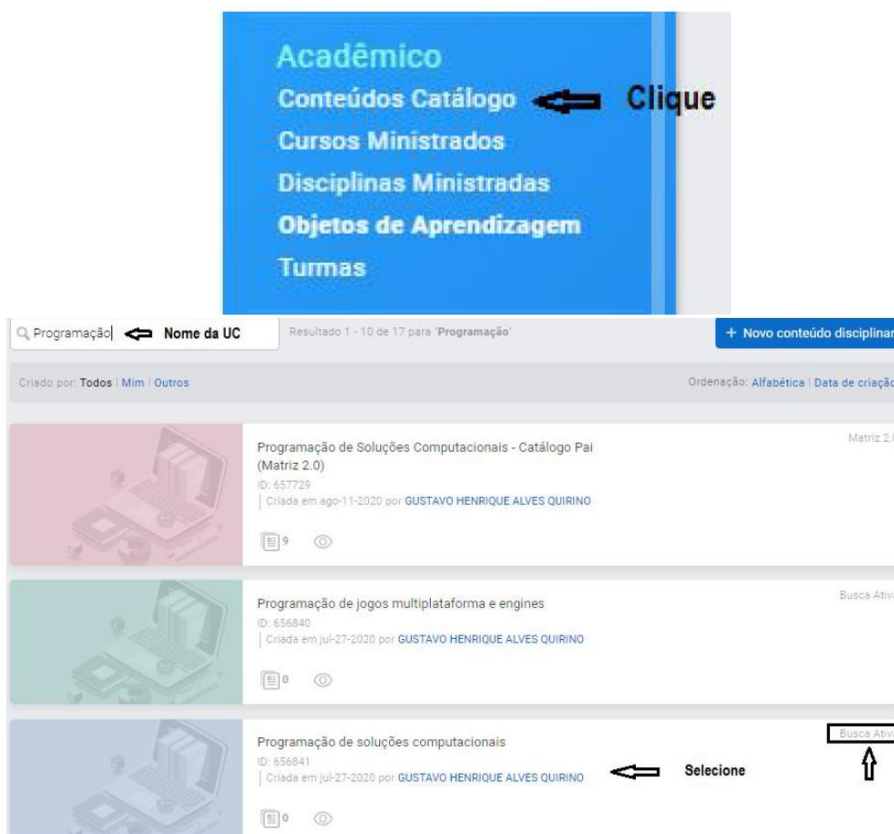 Acadêmico
Conteúdos Catálogo Clique
Cursos Ministrados
Disciplinas Ministradas
Objetos de Aprendizagem
Turmas
Programação Nome da UC Resultado 1 - 10 de 17 para "Programação" + Novo conteúdo disciplinar
Criado por: Todos | Mim | Outros Ordenação: Alfabética | Data de criação
Programação de Soluções Computacionais - Catálogo Pai Matriz 2.0
(Matriz 2.0)
ID: 657729
Criada em ago-11-2020 por GUSTAVO HENRIQUE ALVES QUIRINO
9
Programação de jogos multiplataforma e engines Busca Ativa
ID: 656840
Criada em jul-27-2020 por GUSTAVO HENRIQUE ALVES QUIRINO
0
Programação de soluções computacionais Busca Ativa
ID: 656841
Criada em jul-27-2020 por GUSTAVO HENRIQUE ALVES QUIRINO Selecione
0